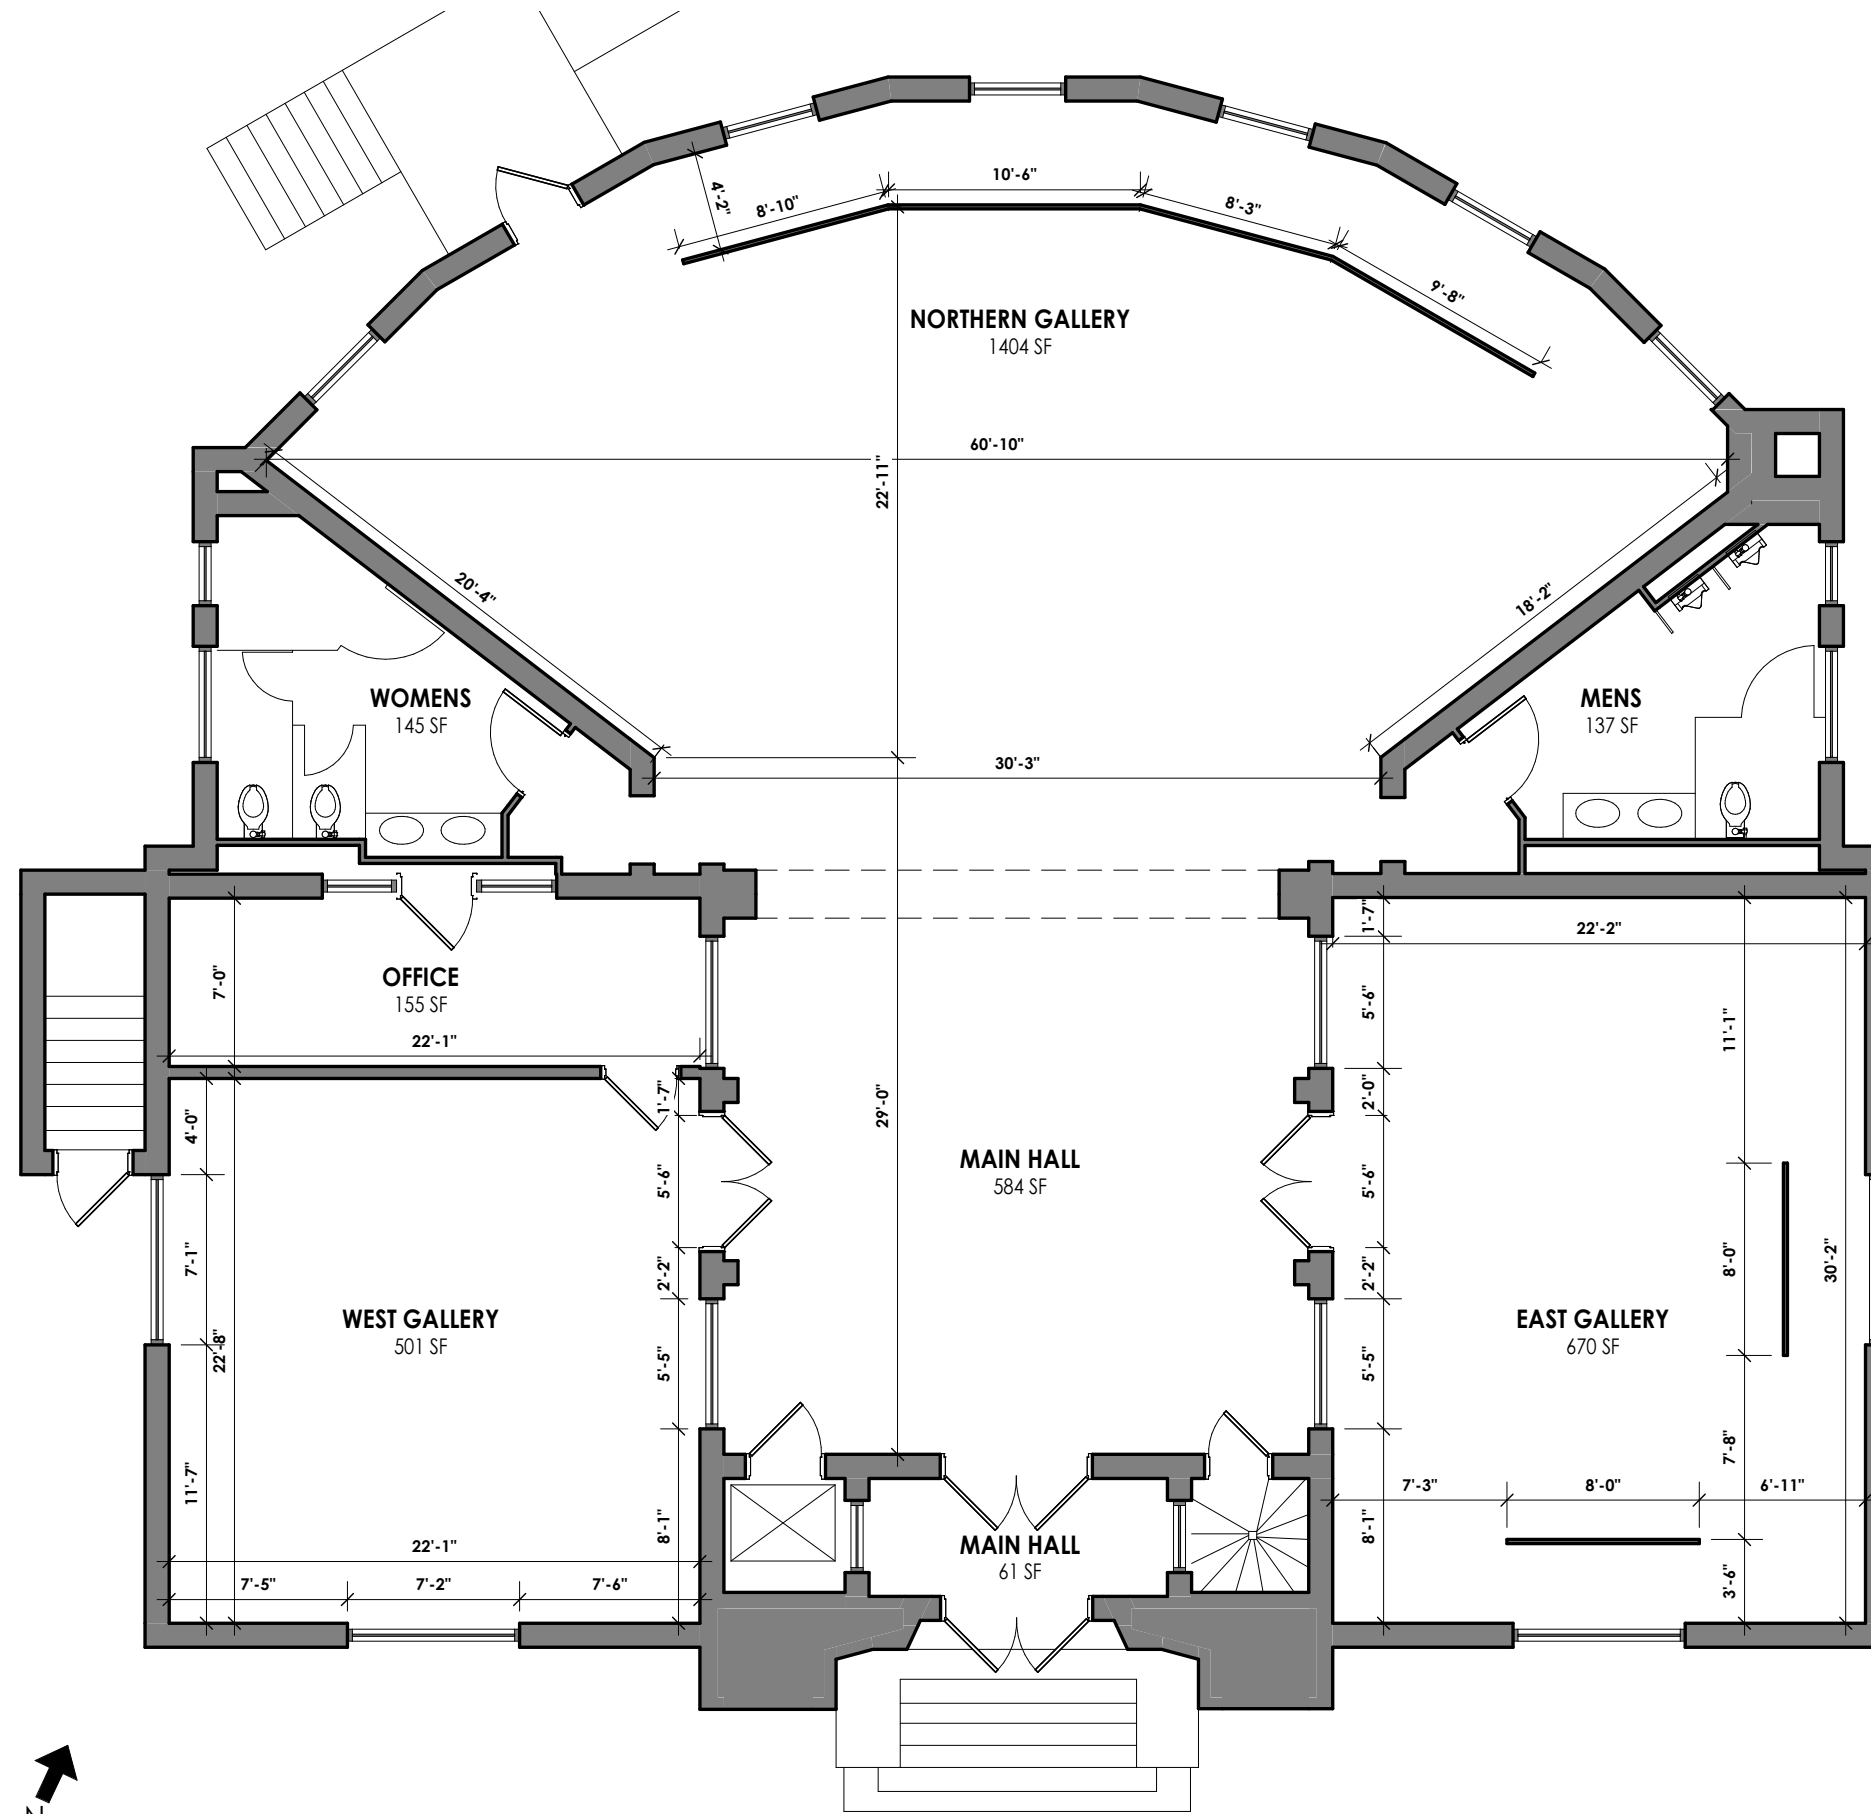 10'-6"
4'-2"
8'-10"
8'-3"
9'-8"
NORTHERN GALLERY
1404 SF
60'-10"
22'-11"
20'-4"
18'-2"
WOMENS
145 SF
MENS
137 SF
30'-3"
1'-7"
22'-2"
OFFICE
155 SF
7'-0"
5'-6"
11'-1"
22'-1"
1'-7"
2'-0"
4'-0"
29'-0"
MAIN HALL
584 SF
5'-6"
5'-6"
7'-1"
2'-2"
2'-2"
8'-0"
30'-2"
WEST GALLERY
501 SF
22'-8"
EAST GALLERY
670 SF
5'-5"
5'-5"
11'-7"
7'-8"
7'-3"
8'-0"
6'-11"
8'-1"
8'-1"
22'-1"
MAIN HALL
61 SF
7'-5"
7'-2"
7'-6"
3'-6"
N